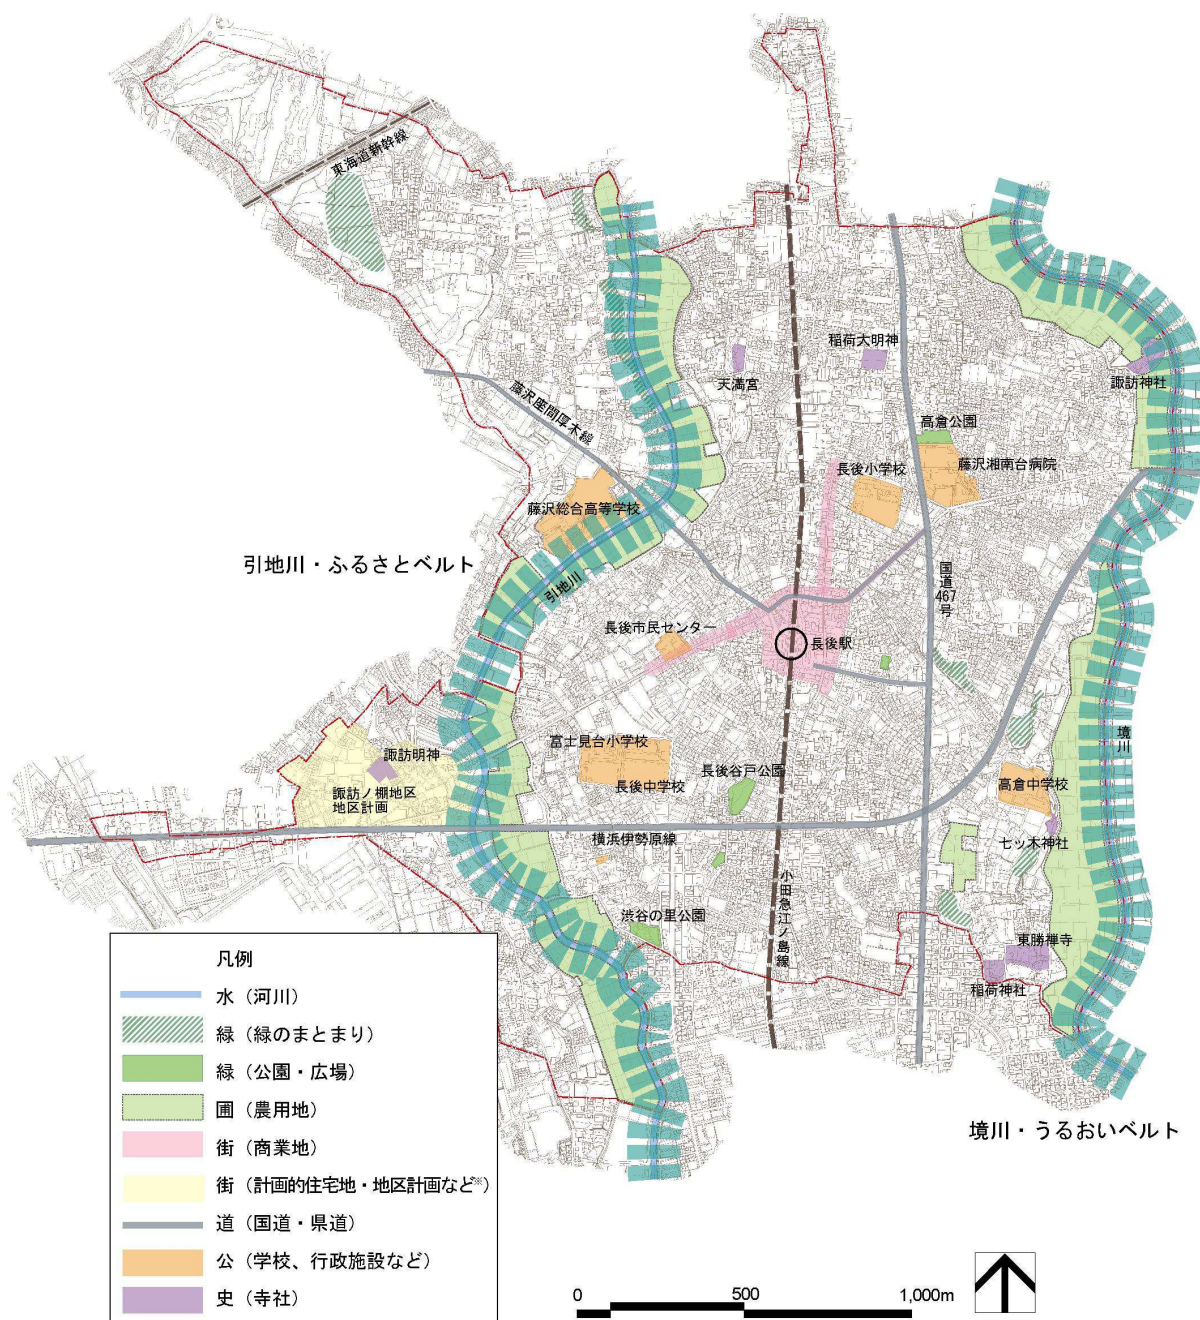 東海道新幹線
稲荷大明神
天満宮
諏訪神社
藤沢座間厚木線
高倉公園
長後小学校
藤沢湘南台病院
藤沢総合高等学校
引地川・ふるさとベルト
引地川
国道
467
号
長後市民センター
長後駅
境川
諏訪明神
富士見台小学校
長後谷戸公園
長後中学校
高倉中学校
諏訪ノ棚地区
地区計画
横浜伊勢原線
七ッ木神社
小田急江ノ島線
渋谷の里公園
東勝禅寺
稲荷神社
凡例
水（河川）
緑（緑のまとまり）
緑（公園・広場）
圃（農用地）
街（商業地）
街（計画的住宅地・地区計画など※）
道（国道・県道）
公（学校、行政施設など）
史（寺社）
境川・うるおいベルト
0 500 1,000m